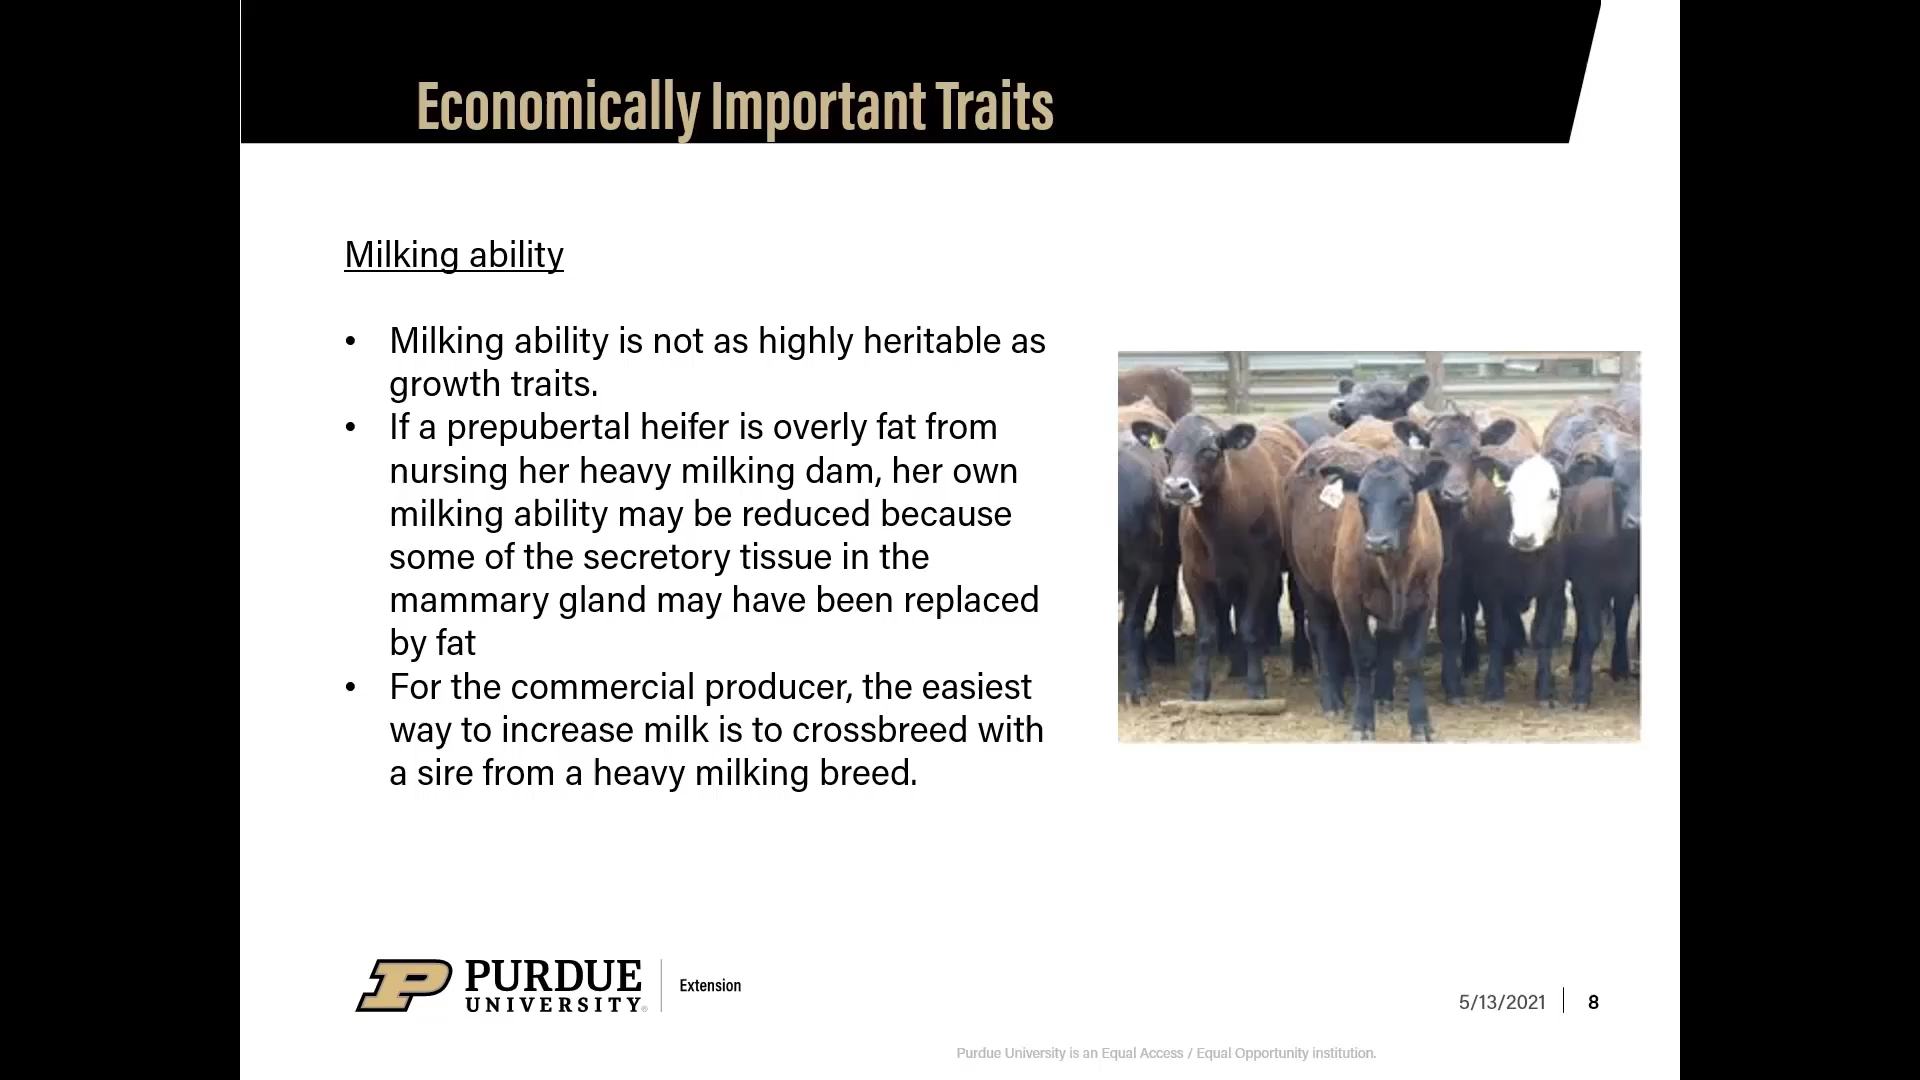 Economically Important Traits
Milking ability
• Milking ability is not as highly heritable as
growth traits.
• If a prepubertal heifer is overly fat from
nursing her heavy milking dam, her own
milking ability may be reduced because
some of the secretory tissue in the
mammary gland may have been replaced
by fat
• For the commercial producer, the easiest
way to increase milk is to crossbreed with
a sire from a heavy milking breed.
PURDUE
UNIVERSITY®
Extension
5/13/2021 8
Purdue University is an Equal Access / Equal Opportunity institution.